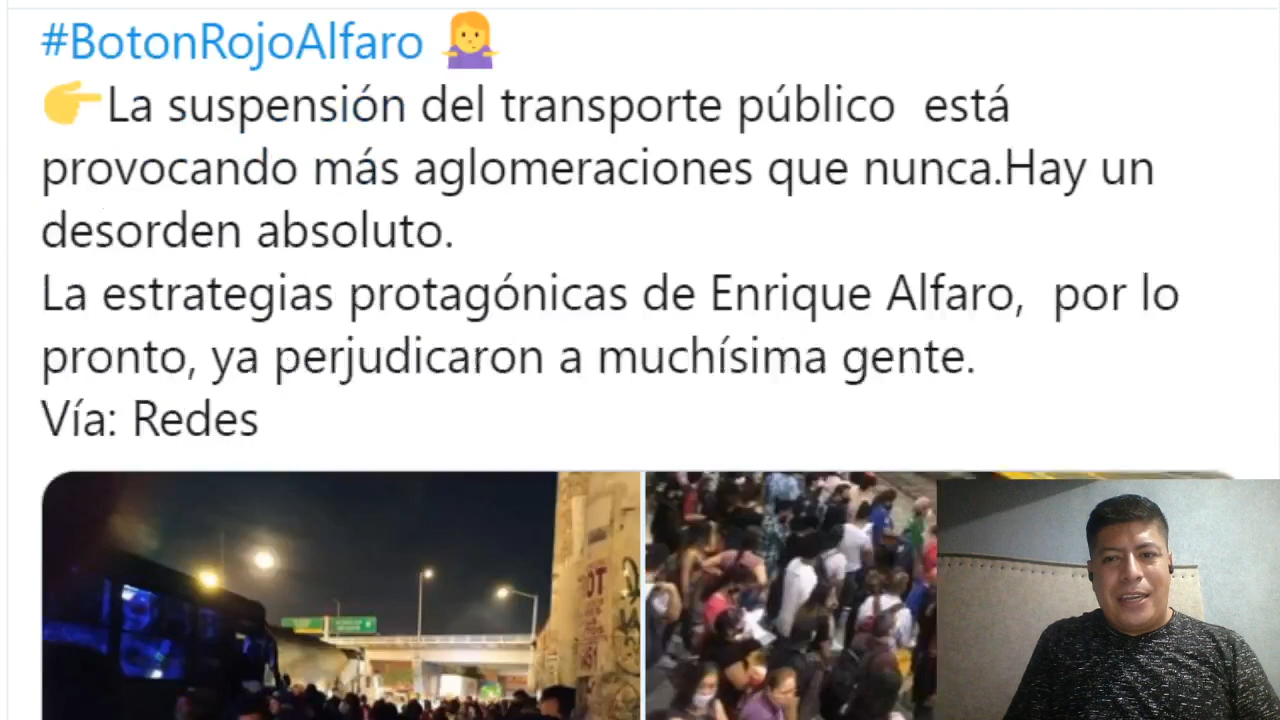 #BotonRojoAlfaro 🤷‍♀️
👉La suspensión del transporte público  está
provocando más aglomeraciones que nunca.Hay un
desorden absoluto.
La estrategias protagónicas de Enrique Alfaro,  por lo
pronto, ya perjudicaron a muchísima gente.
Vía: Redes